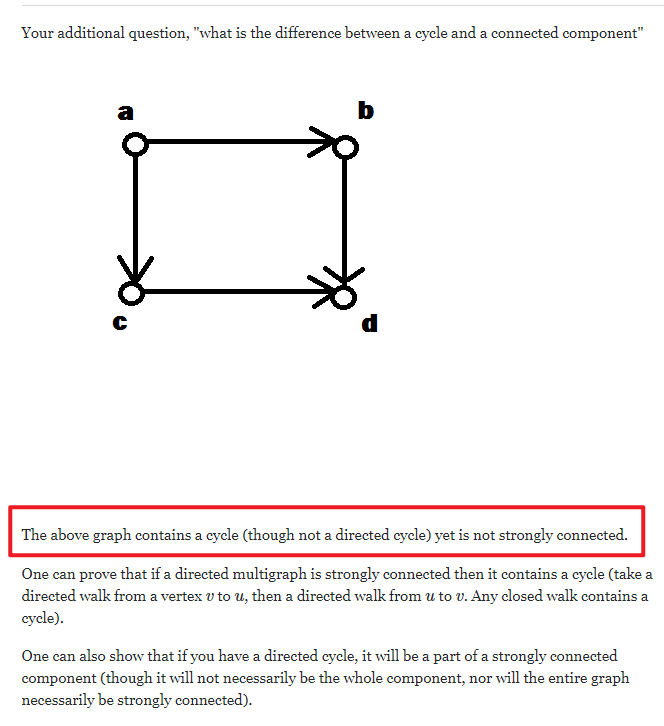 Your additional question, "what is the difference between a cycle and a connected component"
a
b
c
d
The above graph contains a cycle (though not a directed cycle) yet is not strongly connected.
One can prove that if a directed multigraph is strongly connected then it contains a cycle (take a
directed walk from a vertex v to u, then a directed walk from u to v. Any closed walk contains a
cycle).
One can also show that if you have a directed cycle, it will be a part of a strongly connected
component (though it will not necessarily be the whole component, nor will the entire graph
necessarily be strongly connected).